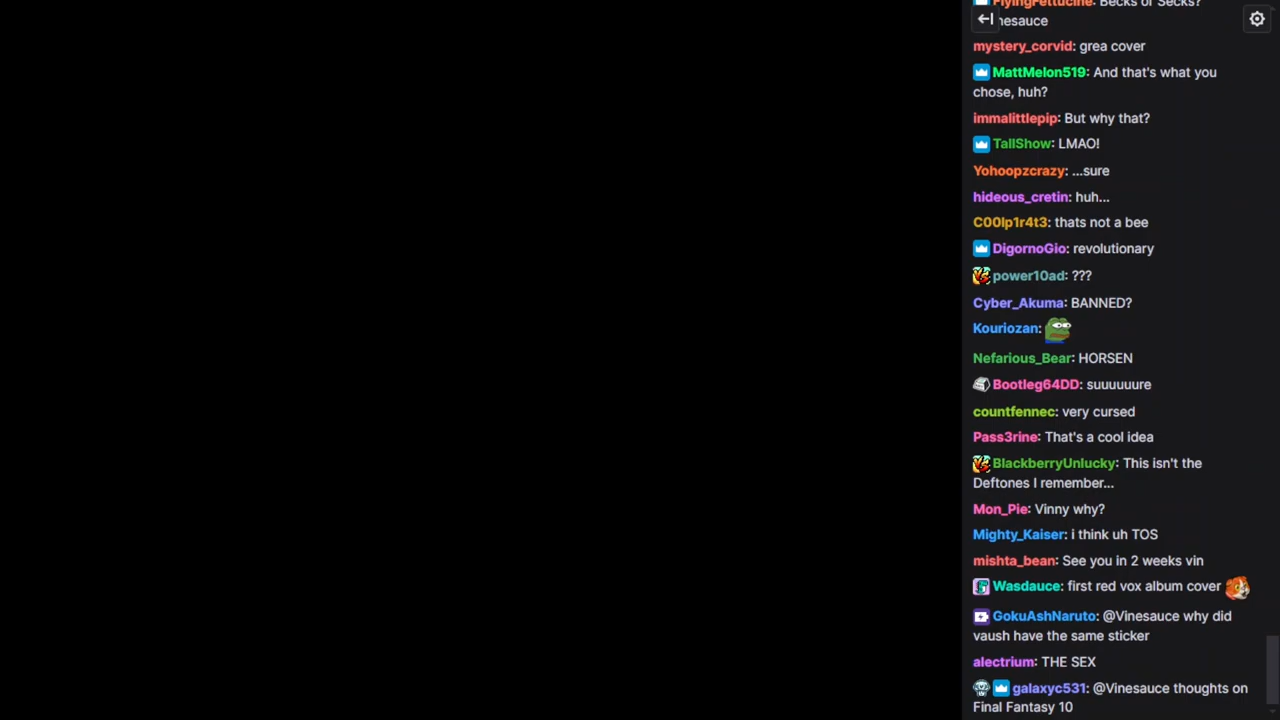 FlyingFettucine: Becks or Secks?
nesauce
mystery_corvid: grea cover
MattMelon519: And that's what you
chose, huh?
immalittlepip: But why that?
TallShow: LMAO!
Yohoopzcrazy: ...sure
hideous_cretin: huh...
C00lp1r4t3: thats not a bee
DigornoGio: revolutionary
power10ad: ???
Cyber_Akuma: BANNED?
Kouriozan:
Nefarious_Bear: HORSEN
Bootleg64DD: suuuuuure
countfennec: very cursed
Pass3rine: That's a cool idea
BlackberryUnlucky: This isn't the
Deftones I remember...
Mon_Pie: Vinny why?
Mighty_Kaiser: i think uh TOS
mishta_bean: See you in 2 weeks vin
Wasdauce: first red vox album cover
GokuAshNaruto: @Vinesauce why did
vaush have the same sticker
alectrium: THE SEX
galaxyc531: @Vinesauce thoughts on
Final Fantasy 10